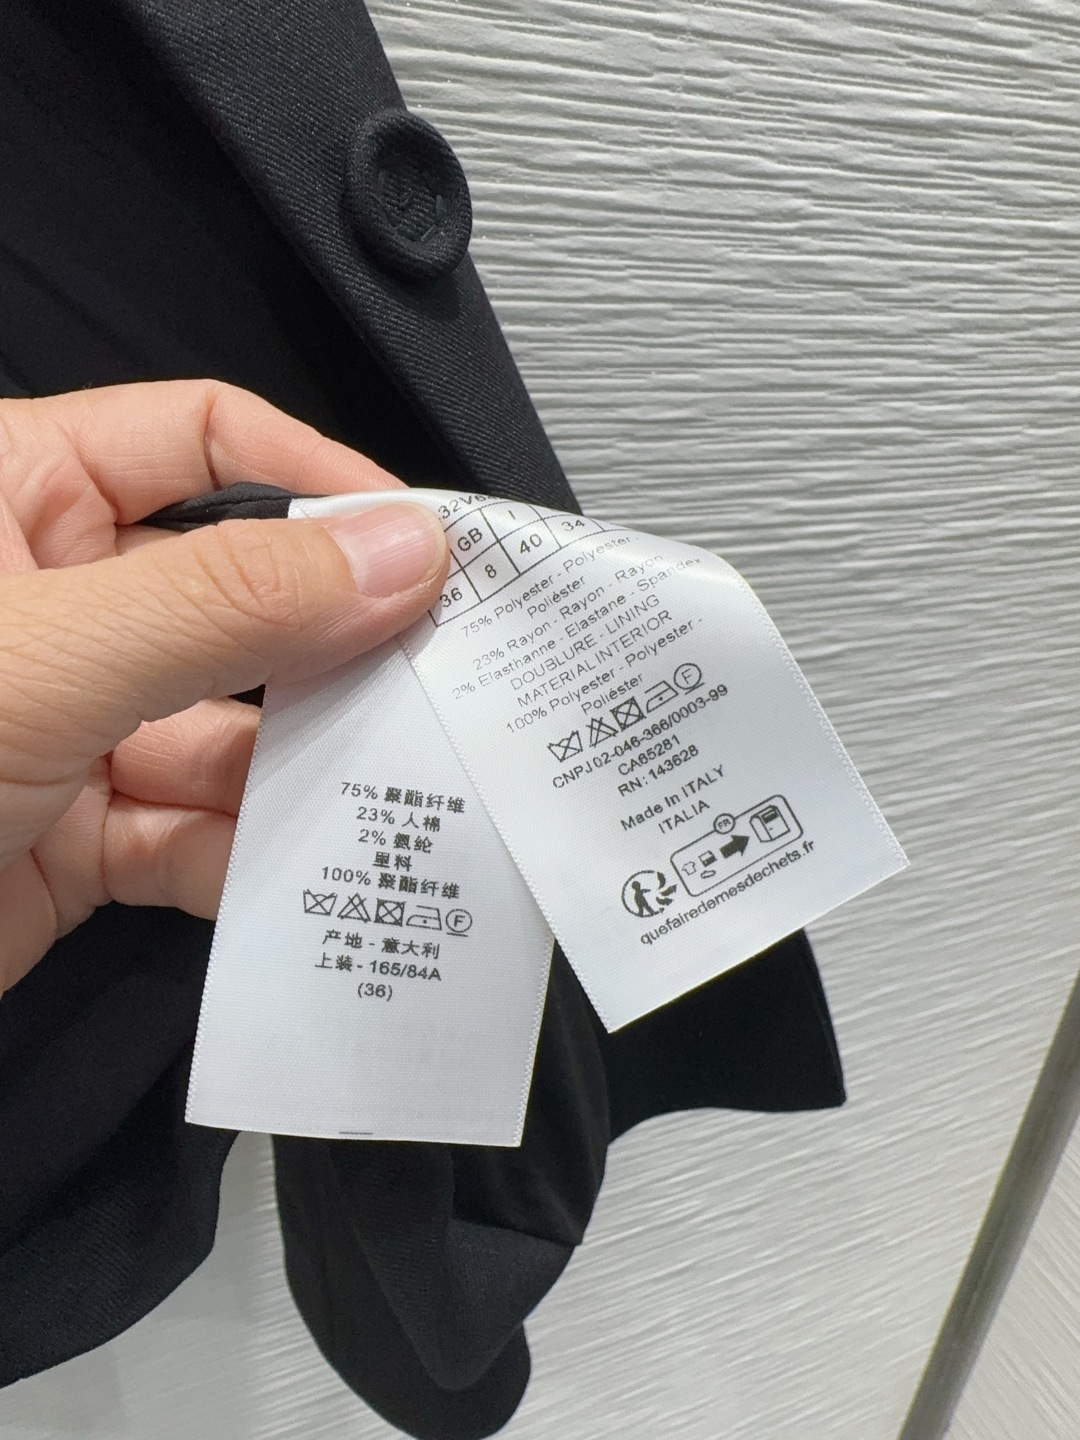 GB I 34
36 8 40
75% Polyester - Polyester -
Poliéster
23% Rayon - Rayon - Rayon
2% Elasthanne - Elastane - Spandex
DOUBLURE - LINING
MATERIAL INTERIOR
100% Polyester - Polyester -
Poliéster
F
CNPJ 02-046-366/0003-99
CA65281
RN: 143628
Made In ITALY
ITALIA
FR
quefairedemesdechets.fr
75% 聚酯纤维
23% 人棉
2% 氨纶
里料
100% 聚酯纤维
F
产地 - 意大利
上装 - 165/84A
(36)